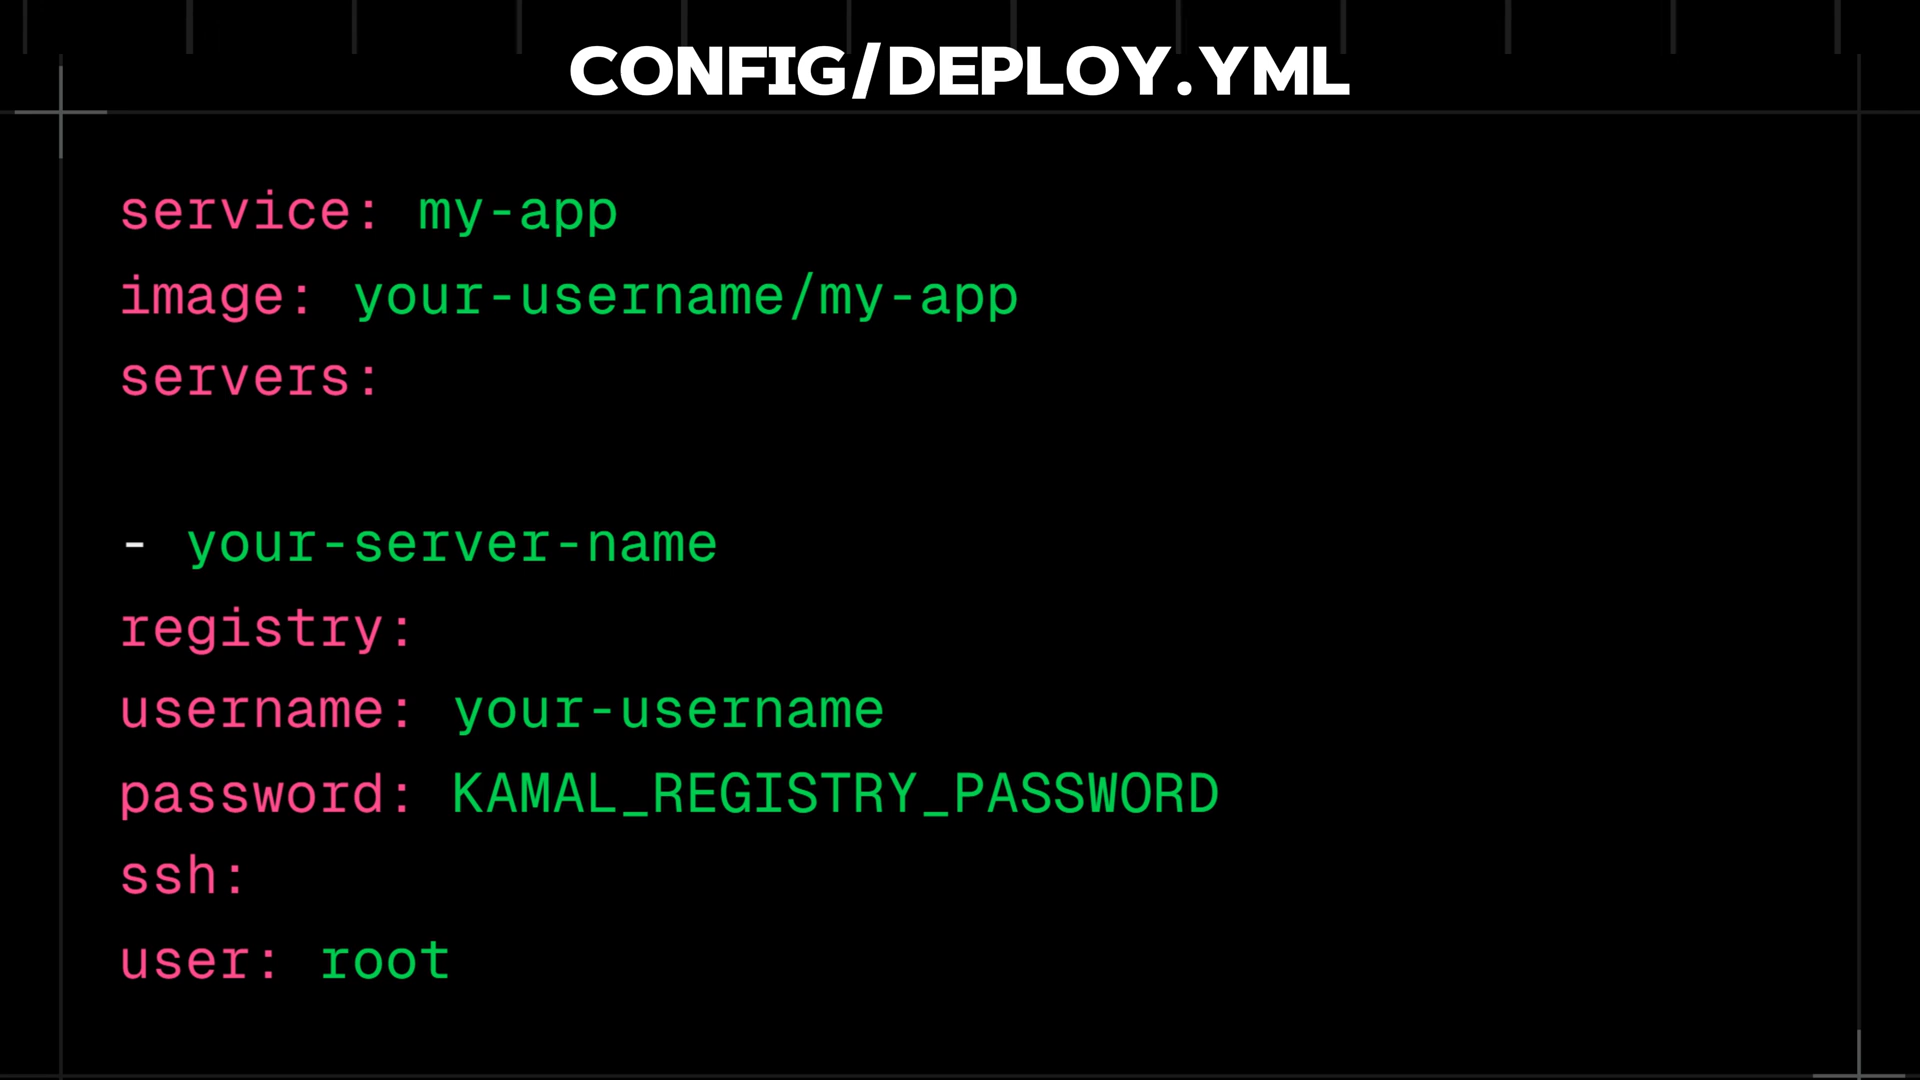 CONFIG/DEPLOY.YML
service: my-app
image: your-username/my-app
servers:
- your-server-name
registry:
username: your-username
password: KAMAL_REGISTRY_PASSWORD
ssh:
user: root